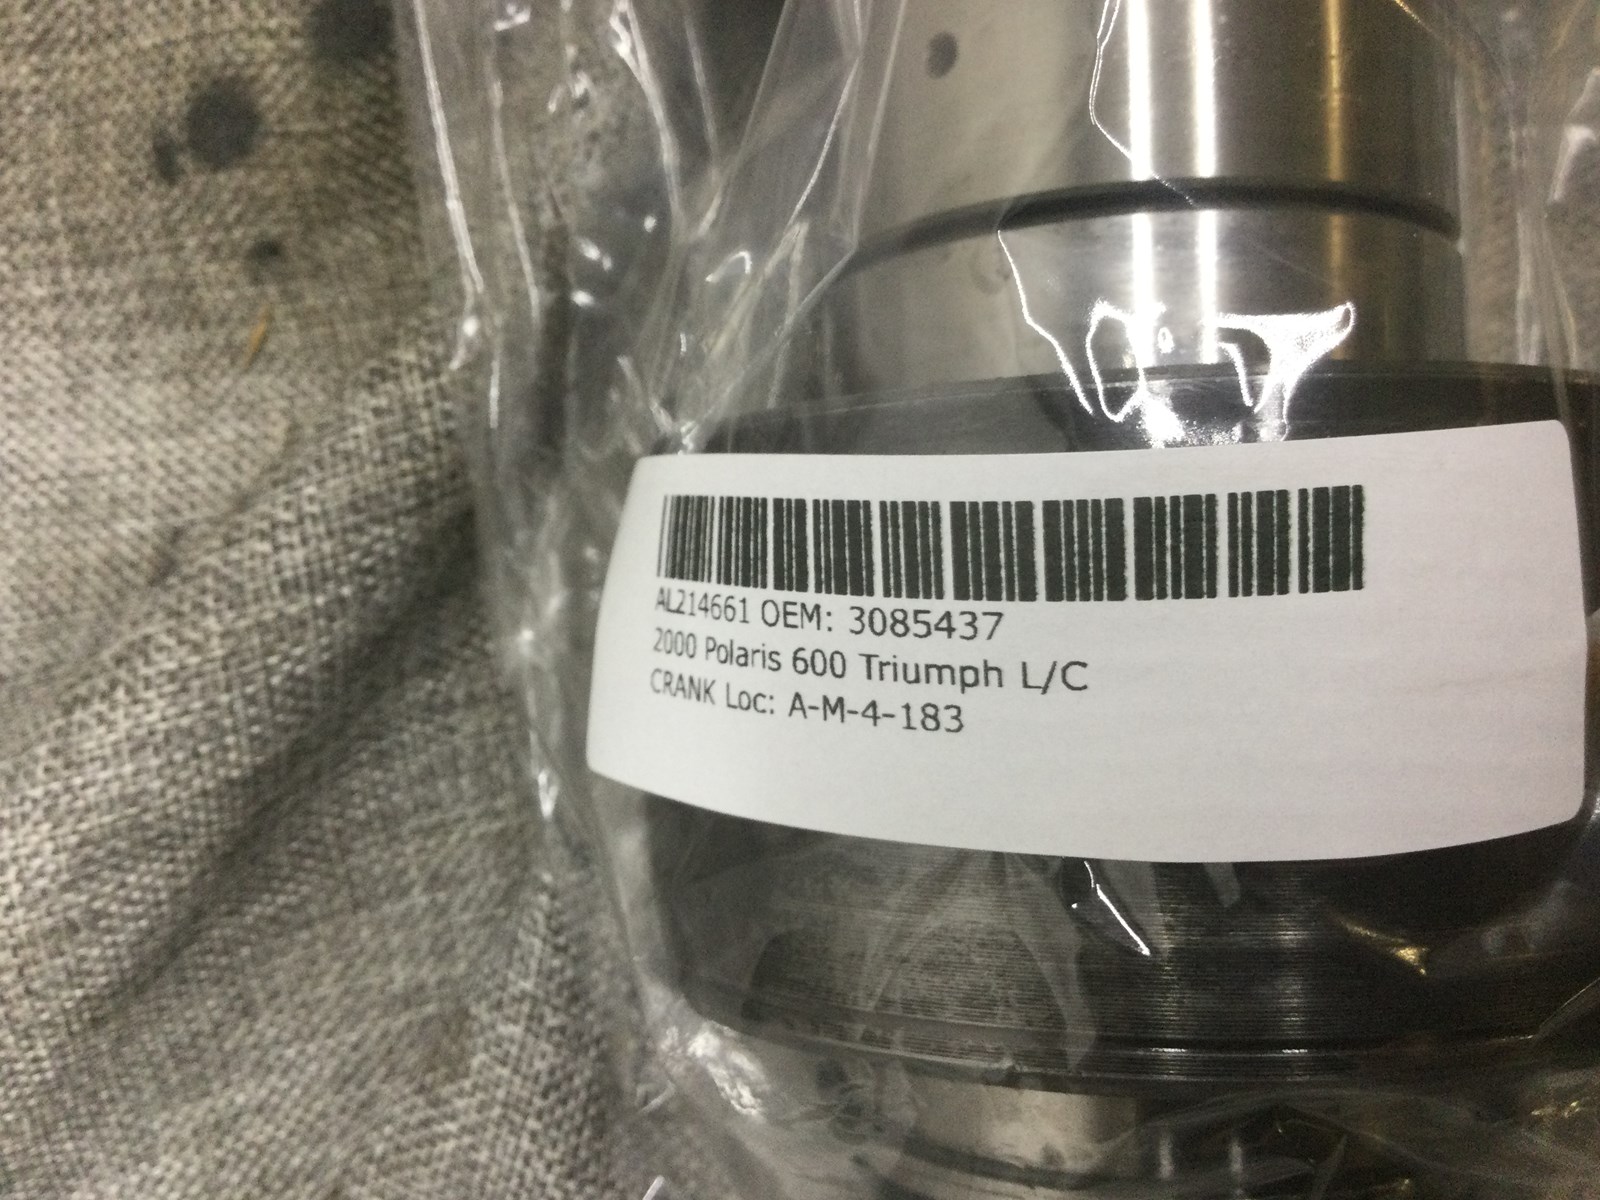 AL214661 OEM: 3085437
2000 Polaris 600 Triumph L/C
CRANK Loc: A-M-4-183